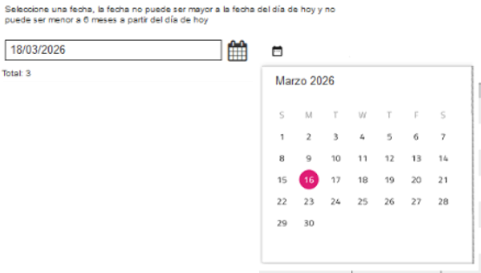 Seleccione una fecha, la fecha no puede ser mayor a la fecha del día de hoy y no
puede ser menor a 6 meses a partir del día de hoy
18/03/2026
Total: 3
Marzo 2026
S M T W T F S
1 2 3 4 5 6 7
8 9 10 11 12 13 14
15 16 17 18 19 20 21
22 23 24 25 26 27 28
29 30